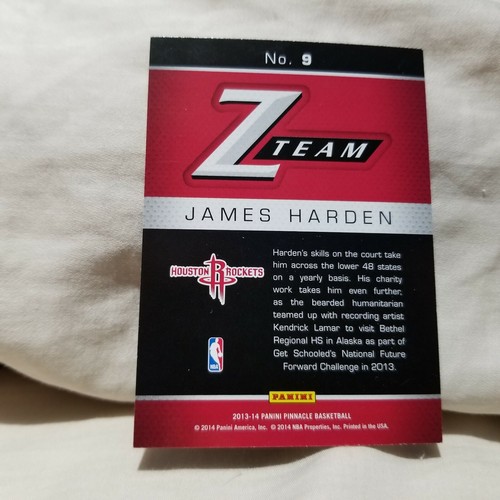 No. 9
Z TEAM
JAMES HARDEN
HOUSTON ROCKETS
Harden's skills on the court take
him across the lower 48 states
on a yearly basis. His charity
work takes him even further,
as the bearded humanitarian
teamed up with recording artist
Kendrick Lamar to visit Bethel
Regional HS in Alaska as part of
Get Schooled's National Future
Forward Challenge in 2013.
NBA
PANINI
2013-14 PANINI PINNACLE BASKETBALL
© 2014 Panini America, Inc. © 2014 NBA Properties, Inc. Printed in the USA.